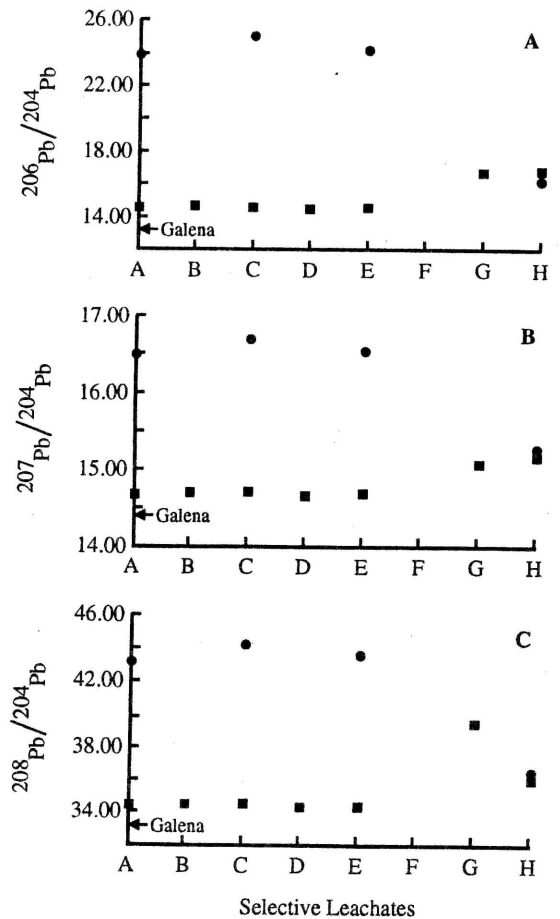 26.00
A
22.00
18.00
14.00
206Pb/204Pb
Galena
A B C D E F G H
17.00
B
16.00
15.00
14.00
207Pb/204Pb
Galena
A B C D E F G H
46.00
C
42.00
38.00
34.00
208Pb/204Pb
Galena
A B C D E F G H
Selective Leachates